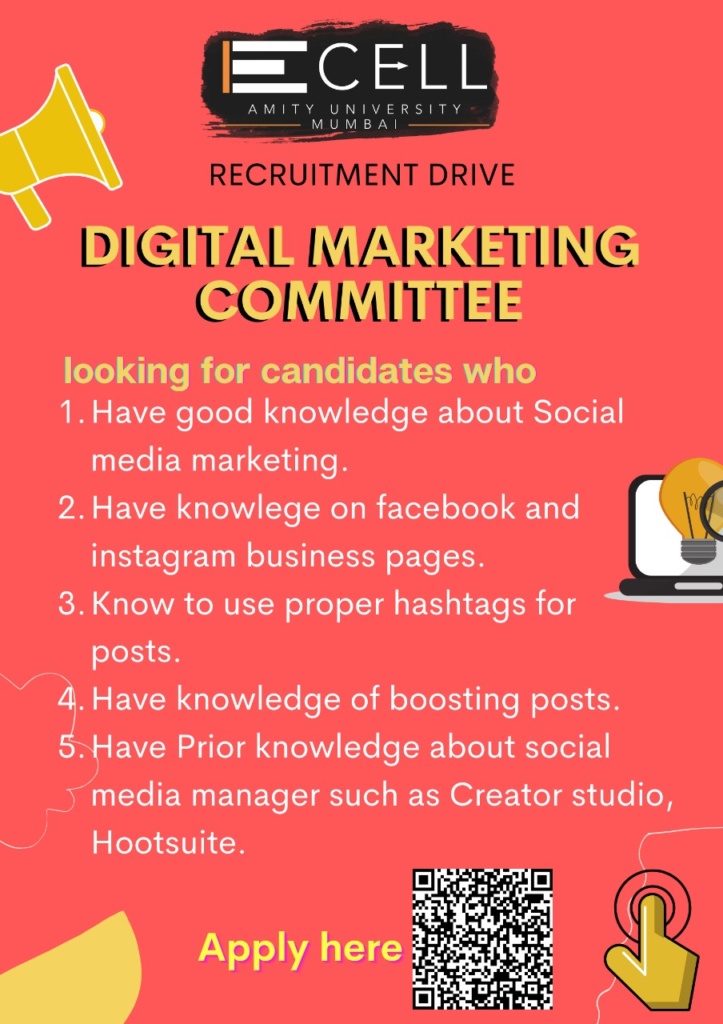 ECELL
AMITY UNIVERSITY
MUMBAI
RECRUITMENT DRIVE
DIGITAL MARKETING
COMMITTEE
looking for candidates who
1. Have good knowledge about Social
media marketing.
2. Have knowlege on facebook and
instagram business pages.
3. Know to use proper hashtags for
posts.
4. Have knowledge of boosting posts.
5. Have Prior knowledge about social
media manager such as Creator studio,
Hootsuite.
Apply here